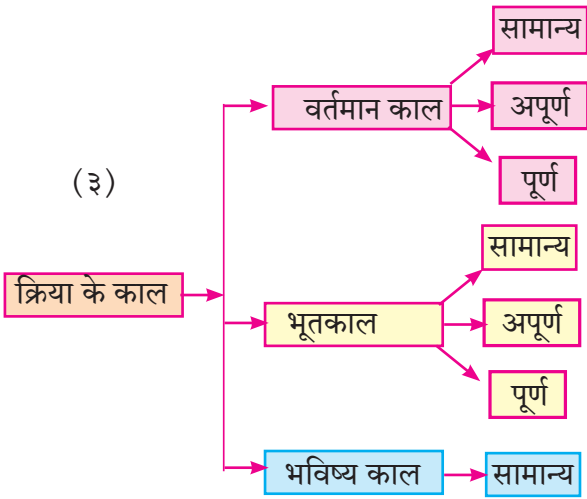 सामान्य
वर्तमान काल
अपूर्ण
पूर्ण
(३)
क्रिया के काल
सामान्य
भूतकाल
अपूर्ण
पूर्ण
भविष्य काल
सामान्य